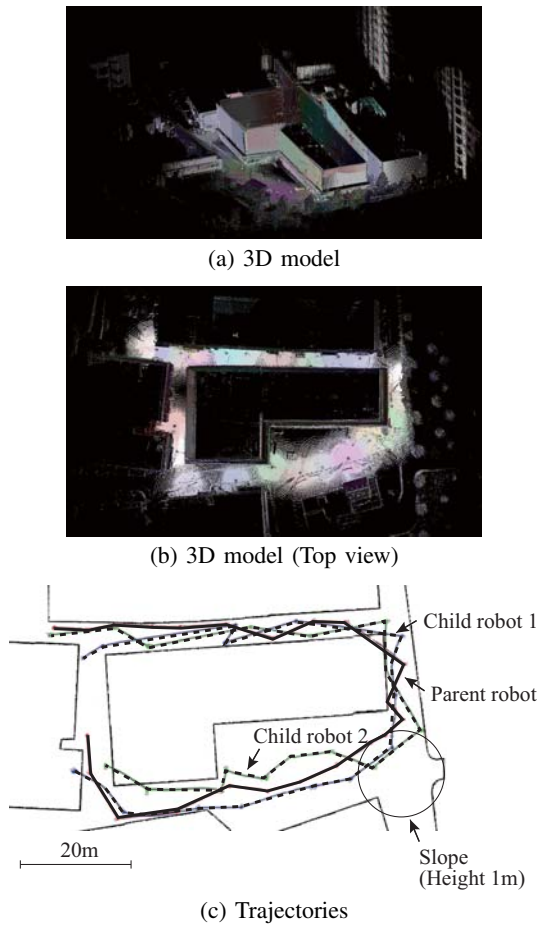 (a) 3D model
(b) 3D model (Top view)
Child robot 1
Parent robot
Child robot 2
20m
Slope
(Height 1m)
(c) Trajectories